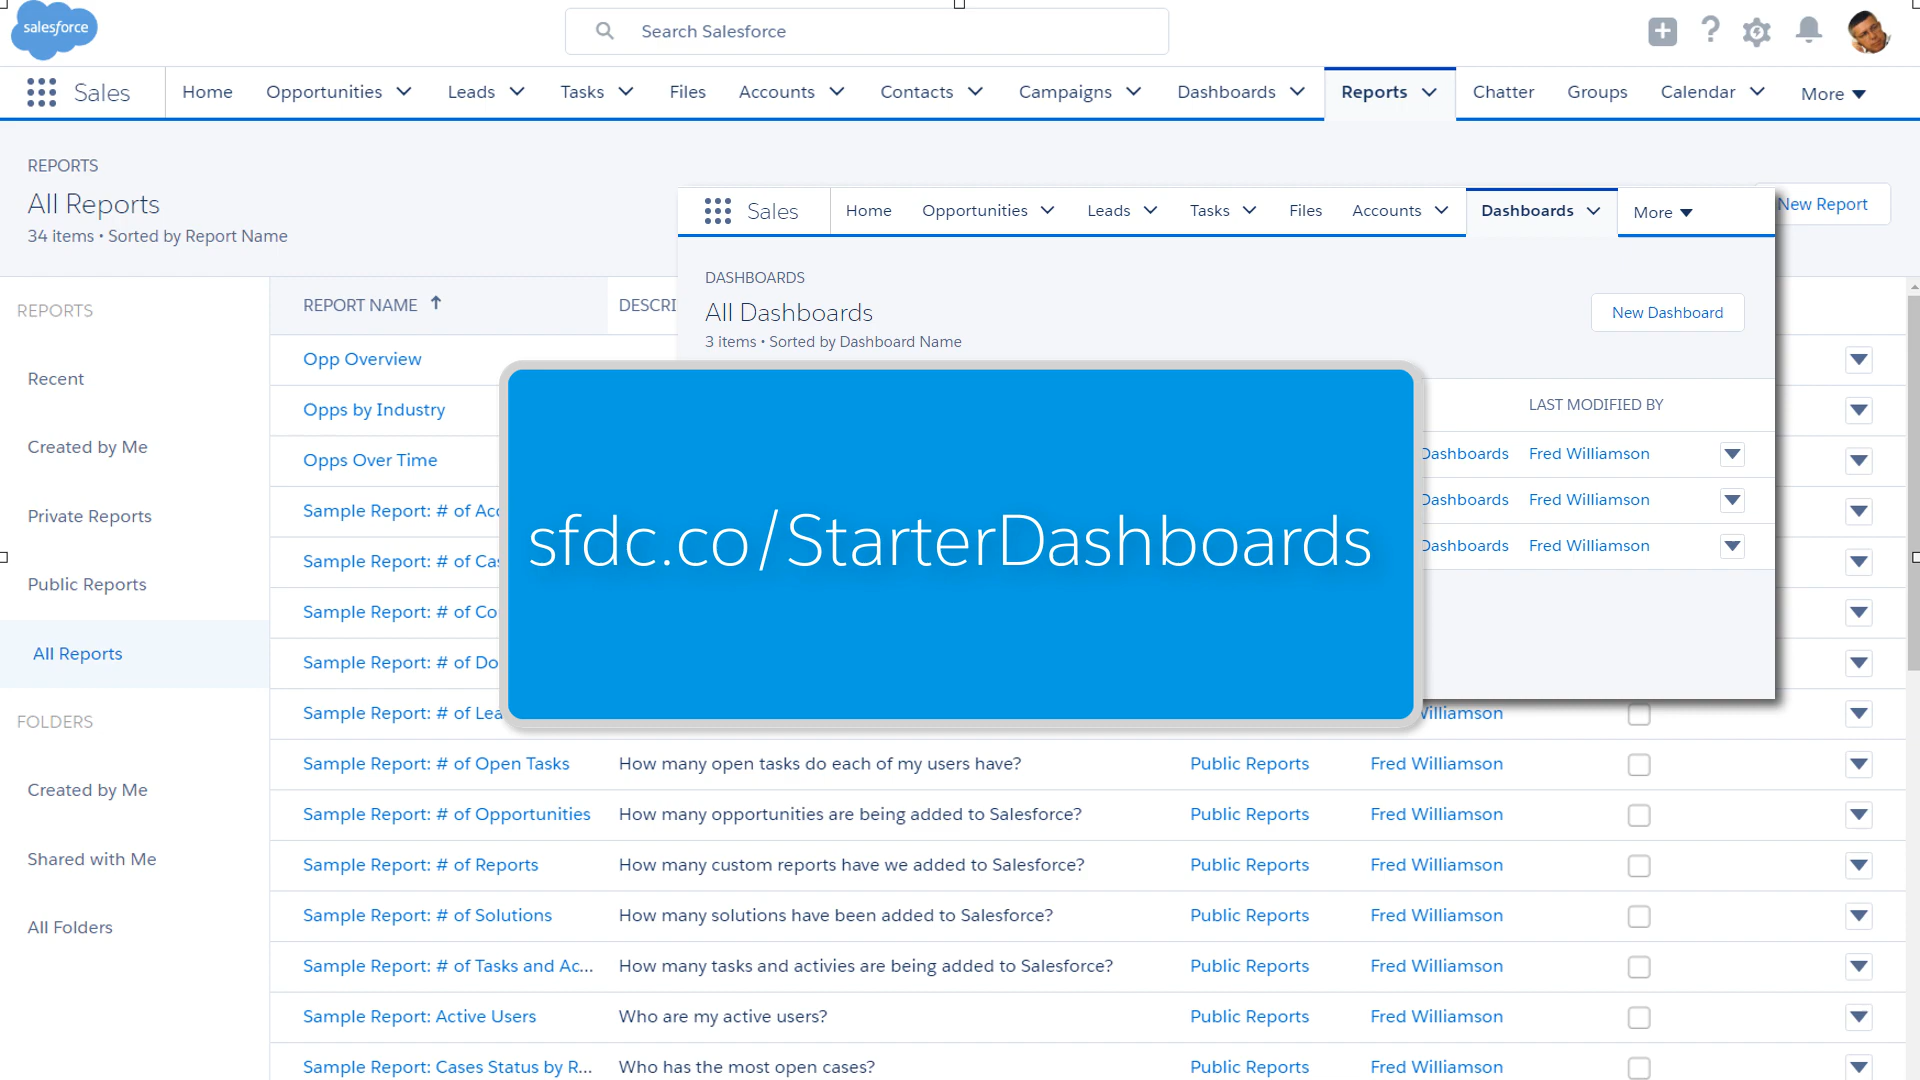 salesforce
Search Salesforce
Sales Home Opportunities Leads Tasks Files Accounts Contacts Campaigns Dashboards Reports Chatter Groups Calendar More
REPORTS
All Reports
34 items • Sorted by Report Name
New Report
Sales Home Opportunities Leads Tasks Files Accounts Dashboards More
DASHBOARDS
All Dashboards
3 items • Sorted by Dashboard Name
New Dashboard
LAST MODIFIED BY
Dashboards Fred Williamson
Dashboards Fred Williamson
Dashboards Fred Williamson
sfdc.co/StarterDashboards
REPORTS
Recent
Created by Me
Private Reports
Public Reports
All Reports
FOLDERS
Created by Me
Shared with Me
All Folders
REPORT NAME DESCRI
Opp Overview
Opps by Industry
Opps Over Time
Sample Report: # of Acc
Sample Report: # of Cas
Sample Report: # of Co
Sample Report: # of Do
Sample Report: # of Lea Williamson
Sample Report: # of Open Tasks How many open tasks do each of my users have? Public Reports Fred Williamson
Sample Report: # of Opportunities How many opportunities are being added to Salesforce? Public Reports Fred Williamson
Sample Report: # of Reports How many custom reports have we added to Salesforce? Public Reports Fred Williamson
Sample Report: # of Solutions How many solutions have been added to Salesforce? Public Reports Fred Williamson
Sample Report: # of Tasks and Ac... How many tasks and activies are being added to Salesforce? Public Reports Fred Williamson
Sample Report: Active Users Who are my active users? Public Reports Fred Williamson
Sample Report: Cases Status by R... Who has the most open cases? Public Reports Fred Williamson